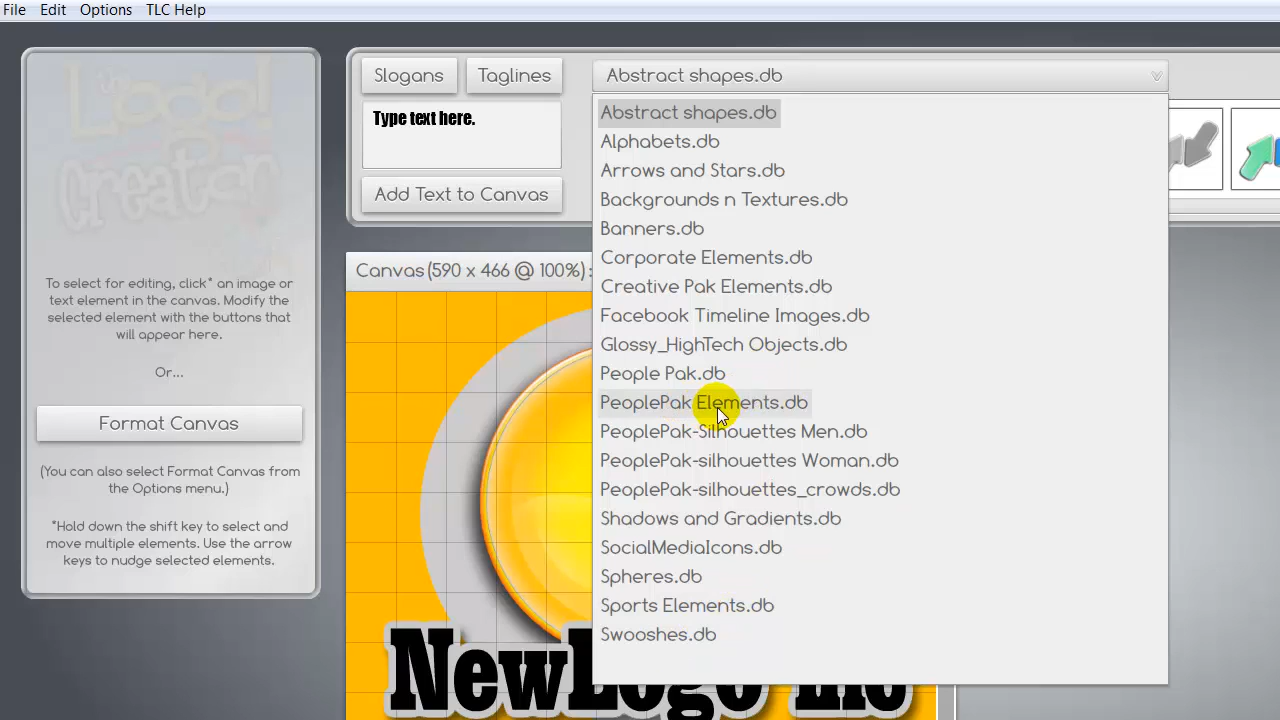 File Edit Options TLC Help
the
Logo!
Creator
To select for editing, click* an image or
text element in the canvas. Modify the
selected element with the buttons that
will appear here.
Or...
Format Canvas
(You can also select Format Canvas from
the Options menu.)
*Hold down the shift key to select and
move multiple elements. Use the arrow
keys to nudge selected elements.
Slogans Taglines
Type text here.
Add Text to Canvas
Abstract shapes.db
Abstract shapes.db
Alphabets.db
Arrows and Stars.db
Backgrounds n Textures.db
Banners.db
Corporate Elements.db
Creative Pak Elements.db
Facebook Timeline Images.db
Glossy_HighTech Objects.db
People Pak.db
PeoplePak Elements.db
PeoplePak-Silhouettes Men.db
PeoplePak-silhouettes Woman.db
PeoplePak-silhouettes_crowds.db
Shadows and Gradients.db
SocialMediaIcons.db
Spheres.db
Sports Elements.db
Swooshes.db
Canvas (590 x 466 @ 100%):
NewLogo Inc